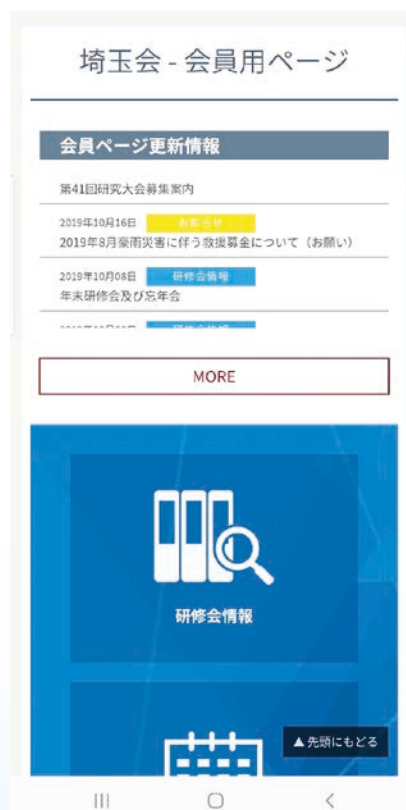 埼玉会 - 会員用ページ
会員ページ更新情報
第41回研究大会募集案内
2019年10月16日 お知らせ
2019年8月豪雨災害に伴う救援募金について（お願い）
2019年10月08日 研修会情報
年末研修会及び忘年会
MORE
研修会情報
▲先頭にもどる